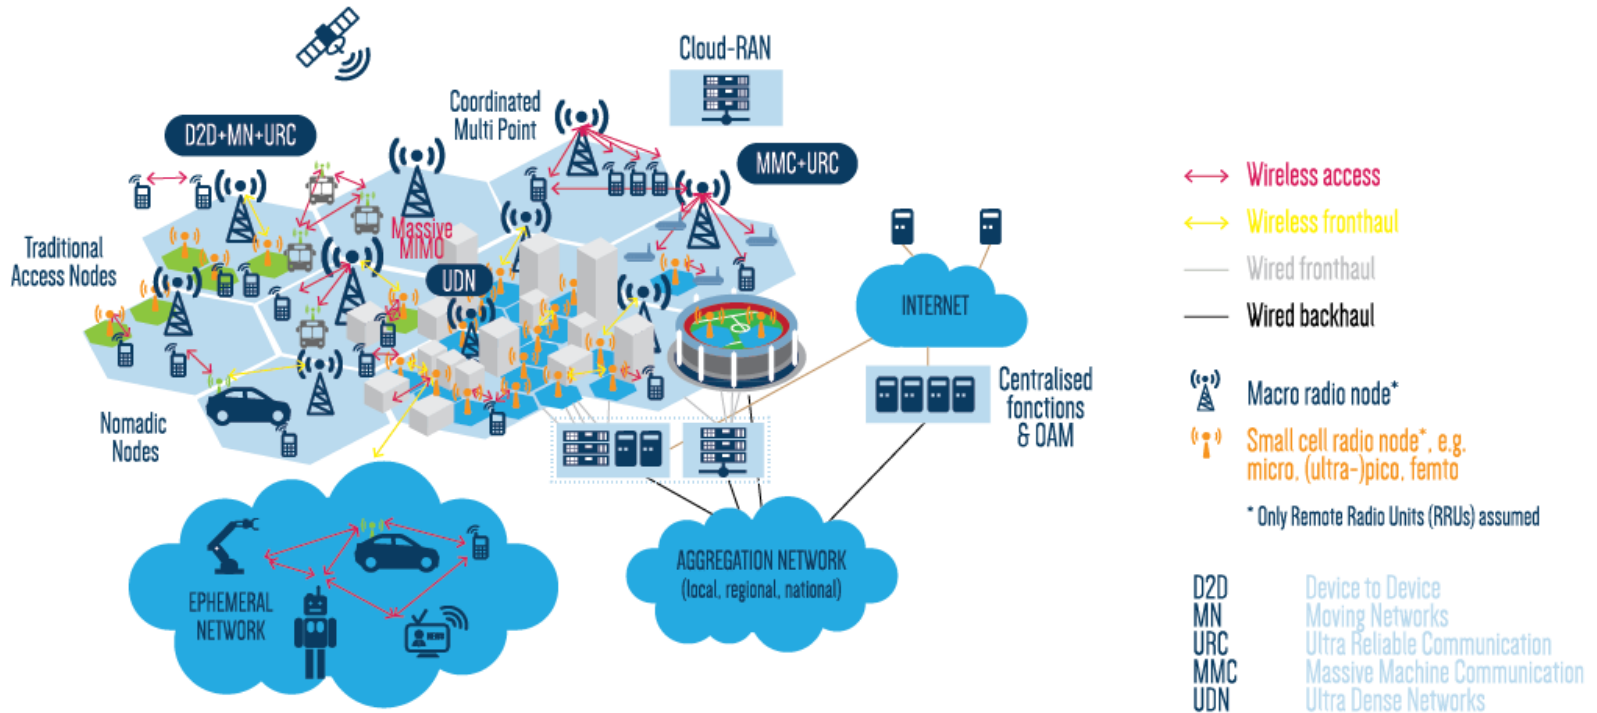 Cloud-RAN
Coordinated
Multi Point
D2D+MN+URC
MMC+URC
Massive
MIMO
Traditional
Access Nodes
UDN
INTERNET
Nomadic
Nodes
Centralised
fonctions
& OAM
AGGREGATION NETWORK
(local, regional, national)
EPHEMERAL
NETWORK
NEWS
Wireless access
Wireless fronthaul
Wired fronthaul
Wired backhaul
Macro radio node*
Small cell radio node*, e.g.
micro, (ultra-)pico, femto
* Only Remote Radio Units (RRUs) assumed
D2D Device to Device
MN Moving Networks
URC Ultra Reliable Communication
MMC Massive Machine Communication
UDN Ultra Dense Networks